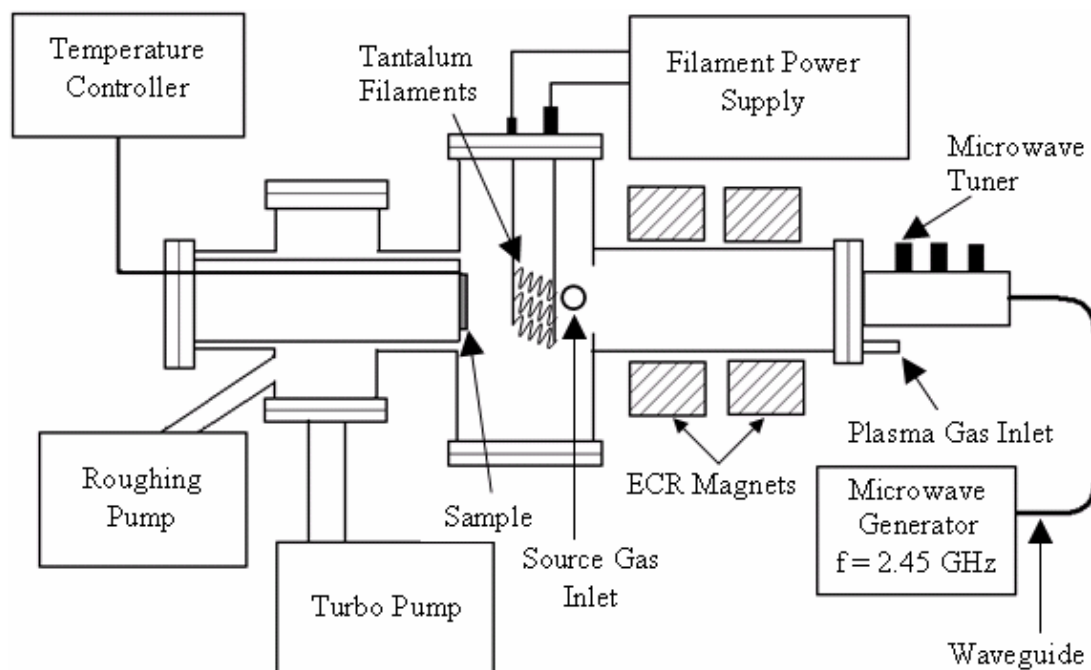 Temperature
Controller
Tantalum
Filaments
Filament Power
Supply
Microwave
Tuner
Roughing
Pump
Sample
Turbo Pump
Source Gas
Inlet
ECR Magnets
Plasma Gas Inlet
Microwave
Generator
f = 2.45 GHz
Waveguide